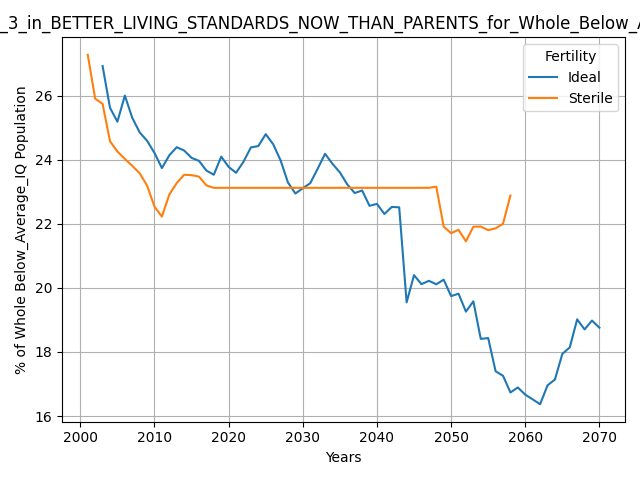 _3_in_BETTER_LIVING_STANDARDS_NOW_THAN_PARENTS_for_Whole_Below_A
Fertility
Ideal
Sterile
% of Whole Below_Average_IQ Population
26
24
22
20
18
16
2000 2010 2020 2030 2040 2050 2060 2070
Years